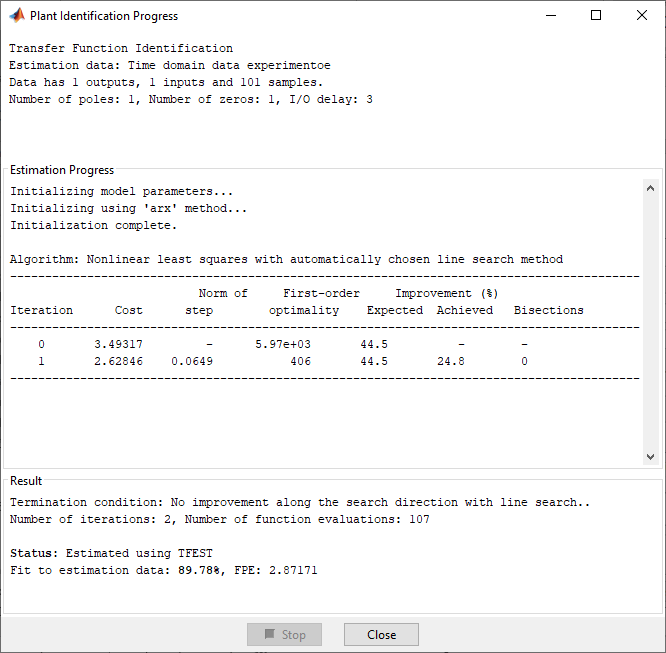 Plant Identification Progress
Transfer Function Identification
Estimation data: Time domain data experimentoe
Data has 1 outputs, 1 inputs and 101 samples.
Number of poles: 1, Number of zeros: 1, I/O delay: 3
Estimation Progress
Initializing model parameters...
Initializing using 'arx' method...
Initialization complete.
Algorithm: Nonlinear least squares with automatically chosen line search method
------------------------------------------------------------------------------------------
Norm of First-order Improvement (%)
Iteration Cost step optimality Expected Achieved Bisections
------------------------------------------------------------------------------------------
0 3.49317 - 5.97e+03 44.5 - -
1 2.62846 0.0649 406 44.5 24.8 0
------------------------------------------------------------------------------------------
Result
Termination condition: No improvement along the search direction with line search..
Number of iterations: 2, Number of function evaluations: 107
Status: Estimated using TFEST
Fit to estimation data: 89.78%, FPE: 2.87171
Stop Close